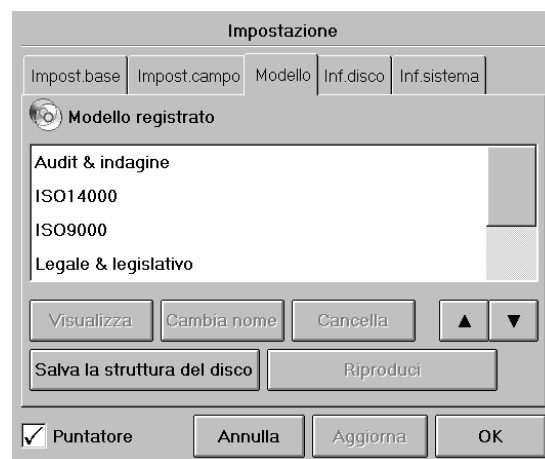 Impostazione
Impost.base Impost.campo Modello Inf.disco Inf.sistema
Modello registrato
Audit & indagine
ISO14000
ISO9000
Legale & legislativo
Visualizza Cambia nome Cancella
Salva la struttura del disco Riproduci
Puntatore Annulla Aggiorna OK